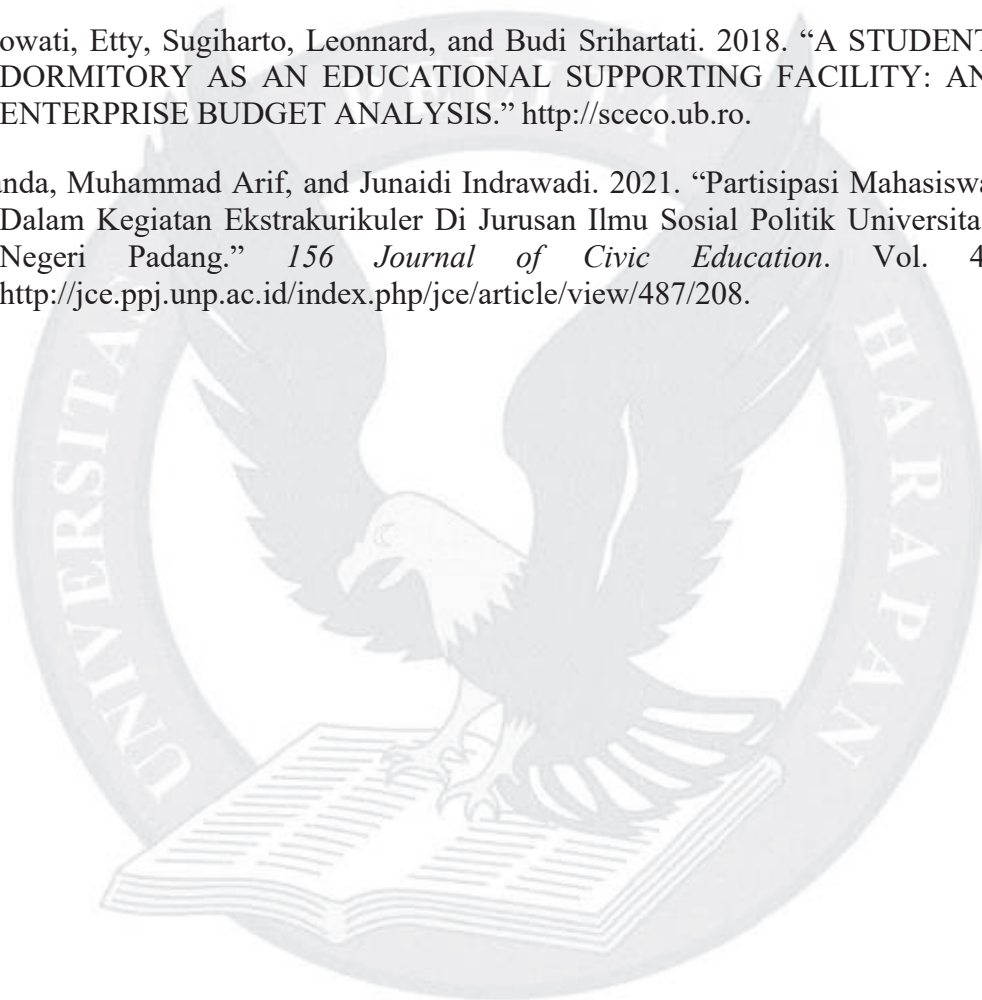 owati, Etty, Sugiharto, Leonnard, and Budi Srihartati. 2018. “A STUDENT
DORMITORY AS AN EDUCATIONAL SUPPORTING FACILITY: AN
ENTERPRISE BUDGET ANALYSIS.” http://sceco.ub.ro.
anda, Muhammad Arif, and Junaidi Indrawadi. 2021. “Partisipasi Mahasiswa
Dalam Kegiatan Ekstrakurikuler Di Jurusan Ilmu Sosial Politik Universita
Negeri Padang.” 156 Journal of Civic Education. Vol. 4
http://jce.ppj.unp.ac.id/index.php/jce/article/view/487/208.
UNIVERSITA
HARAPAN